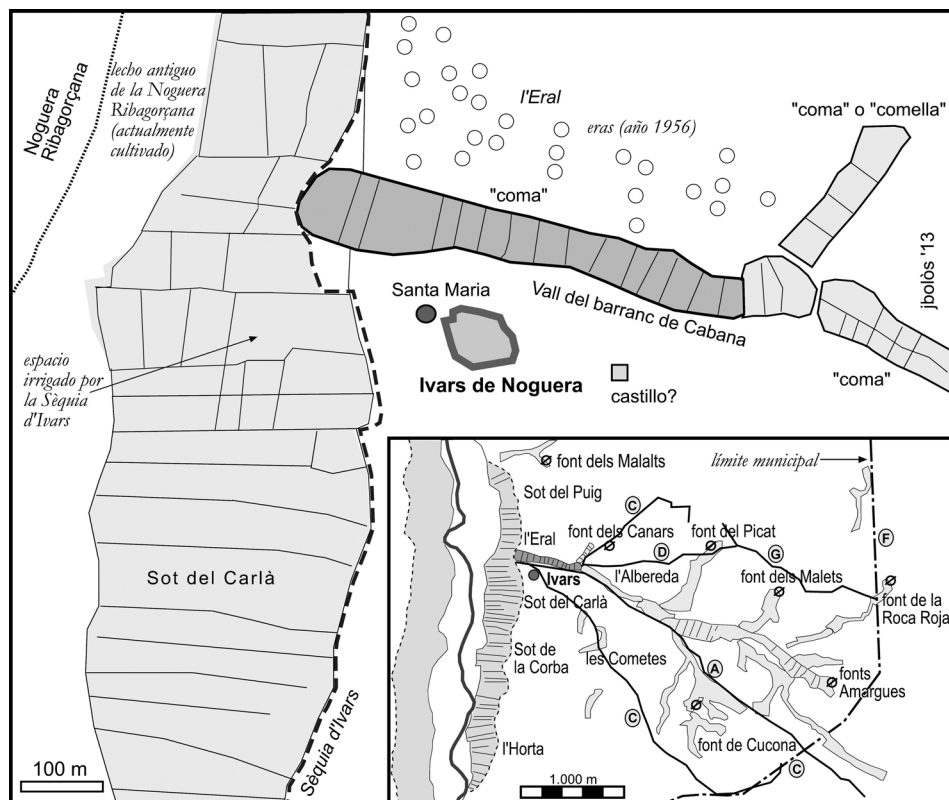 Noguera
Ribagorçana
lecho antiguo
de la Noguera
Ribagorçana
(actualmente
cultivado)
l'Eral
eras (año 1956)
"coma" o "comella"
"coma"
jbolòs '13
Santa Maria
Vall del barranc de Cabana
Ivars de Noguera
castillo?
"coma"
espacio
irrigado por
la Sèquia
d'Ivars
Sot del Carlà
Sèquia d'Ivars
100 m
font dels Malalts
límite municipal
Sot del Puig
C
font dels Canars
font del Picat
F
l'Eral
D
G
Ivars
l'Albereda
font dels Malets
Sot del Carlà
font de la
Roca Roja
Sot de
la Corba
les Cometes
A
fonts
Amargues
C
l'Horta
font de Cucona
C
1.000 m